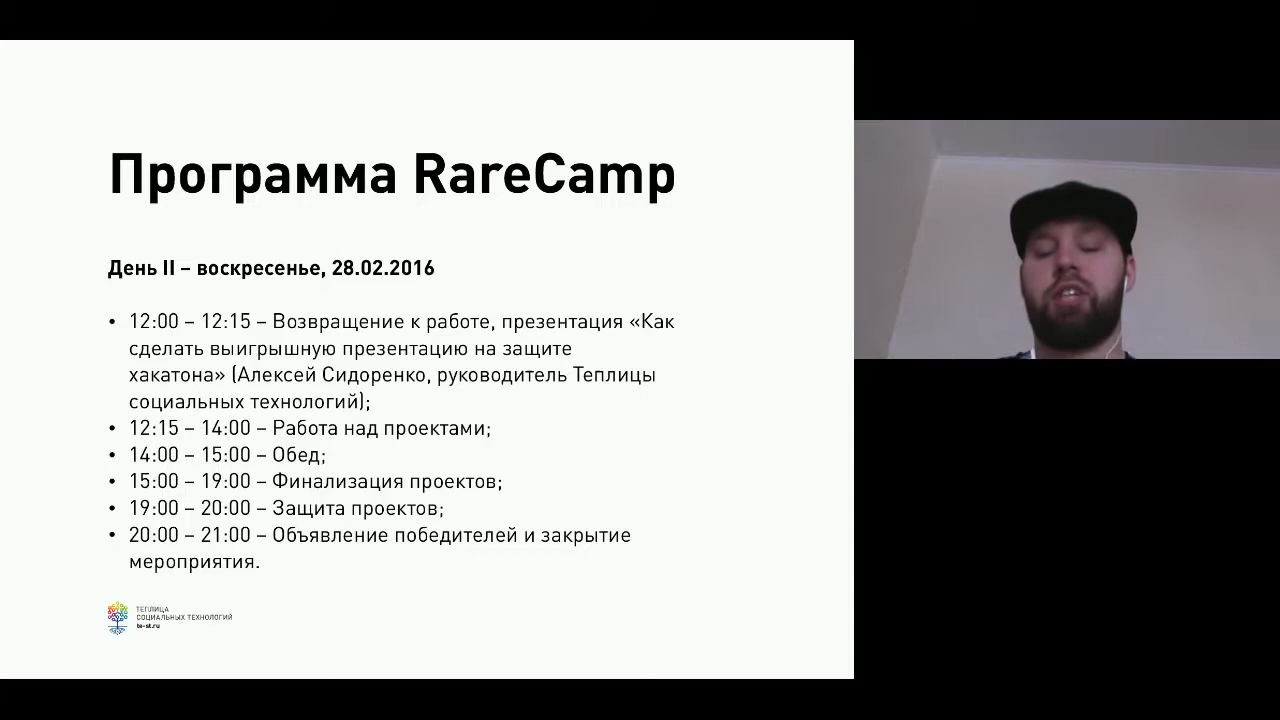 Программа RareCamp
День II – воскресенье, 28.02.2016
• 12:00 – 12:15 – Возвращение к работе, презентация «Как
сделать выигрышную презентацию на защите
хакатона» (Алексей Сидоренко, руководитель Теплицы
социальных технологий);
• 12:15 – 14:00 – Работа над проектами;
• 14:00 – 15:00 – Обед;
• 15:00 – 19:00 – Финализация проектов;
• 19:00 – 20:00 – Защита проектов;
• 20:00 – 21:00 – Объявление победителей и закрытие
мероприятия.
ТЕПЛИЦА
СОЦИАЛЬНЫХ ТЕХНОЛОГИЙ
te-st.ru